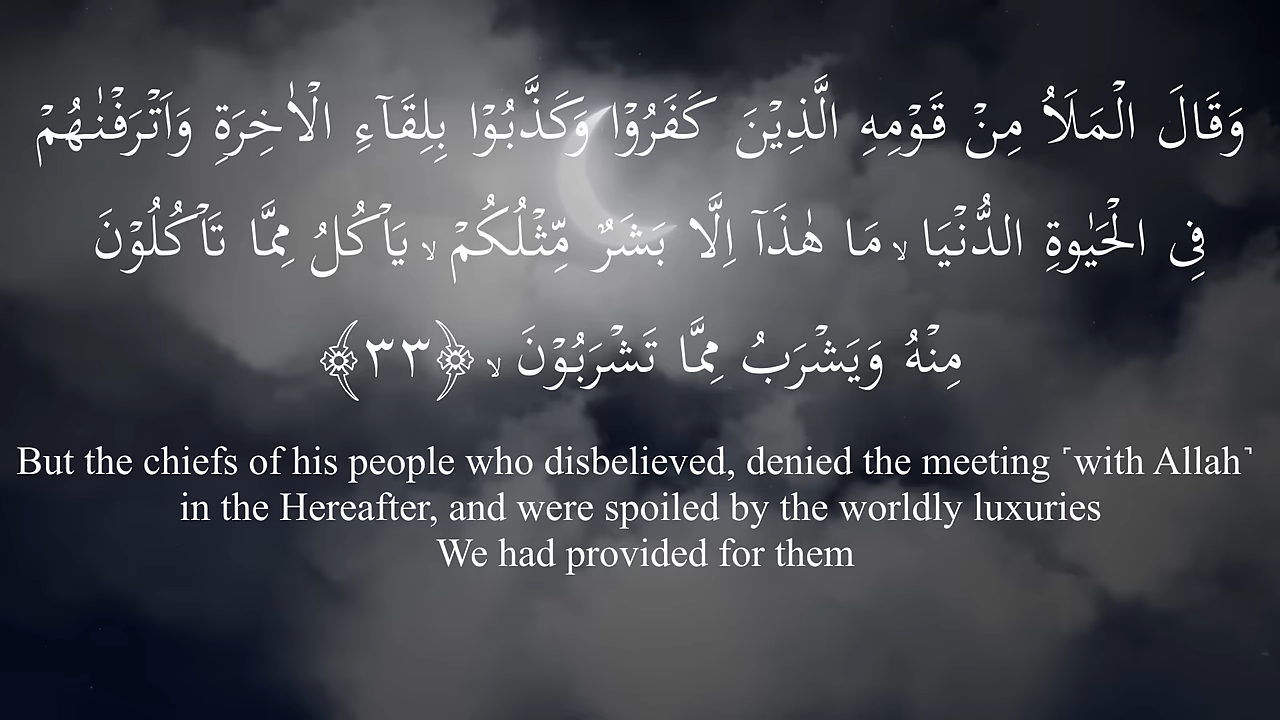 وَقَالَ الْمَلَاُ مِنْ قَوْمِهِ الَّذِيْنَ كَفَرُوْا وَكَذَّبُوْا بِلِقَآءِ الْاٰخِرَةِ وَاَتْرَفْنٰهُمْ
فِى الْحَيٰوةِ الدُّنْيَا ۙ مَا هٰذَآ اِلَّا بَشَرٌ مِّثْلُكُمْ ۙ يَاْكُلُ مِمَّا تَاْكُلُوْنَ
مِنْهُ وَيَشْرَبُ مِمَّا تَشْرَبُوْنَ ۙ ﴿٣٣﴾
But the chiefs of his people who disbelieved, denied the meeting ˹with Allah˺
in the Hereafter, and were spoiled by the worldly luxuries
We had provided for them